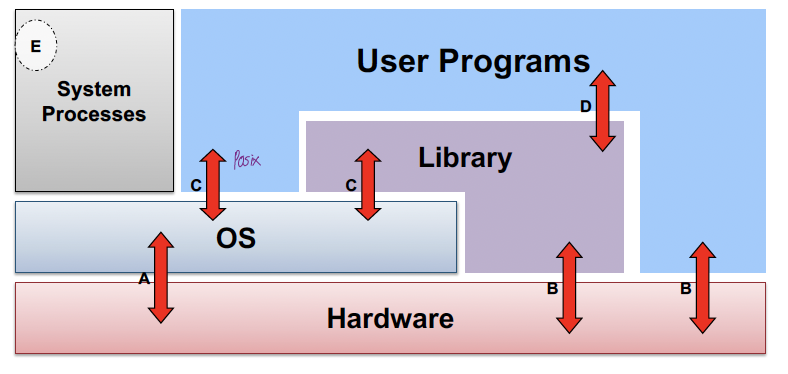 E
System
Processes
User Programs
D
Library
C
Posix
C
OS
A
B
B
Hardware